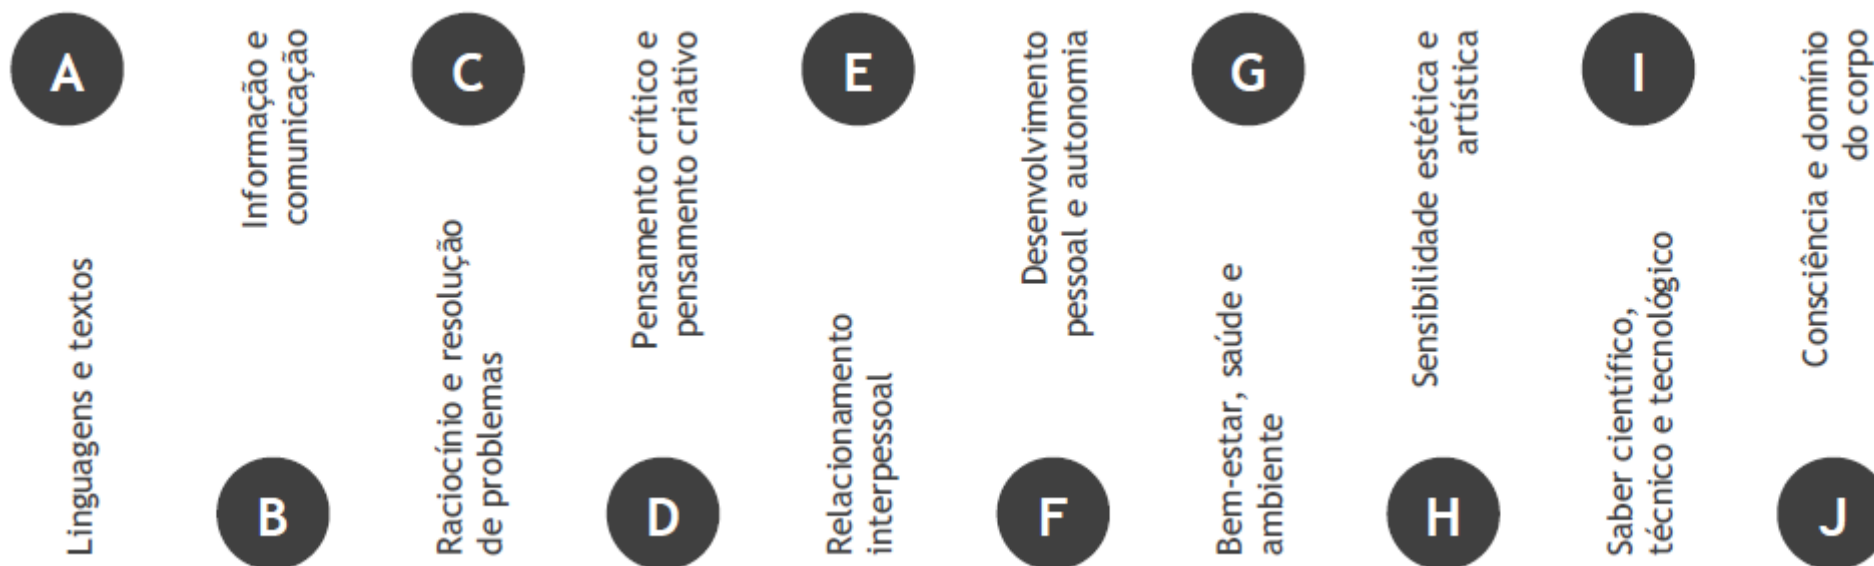 A
Linguagens e textos
B
Informação e
comunicação
C
Raciocínio e resolução
de problemas
D
Pensamento crítico e
pensamento criativo
E
Relacionamento
interpessoal
F
Desenvolvimento
pessoal e autonomia
G
Bem-estar, saúde e
ambiente
H
Sensibilidade estética e
artística
I
Saber científico,
técnico e tecnológico
J
Consciência e domínio
do corpo